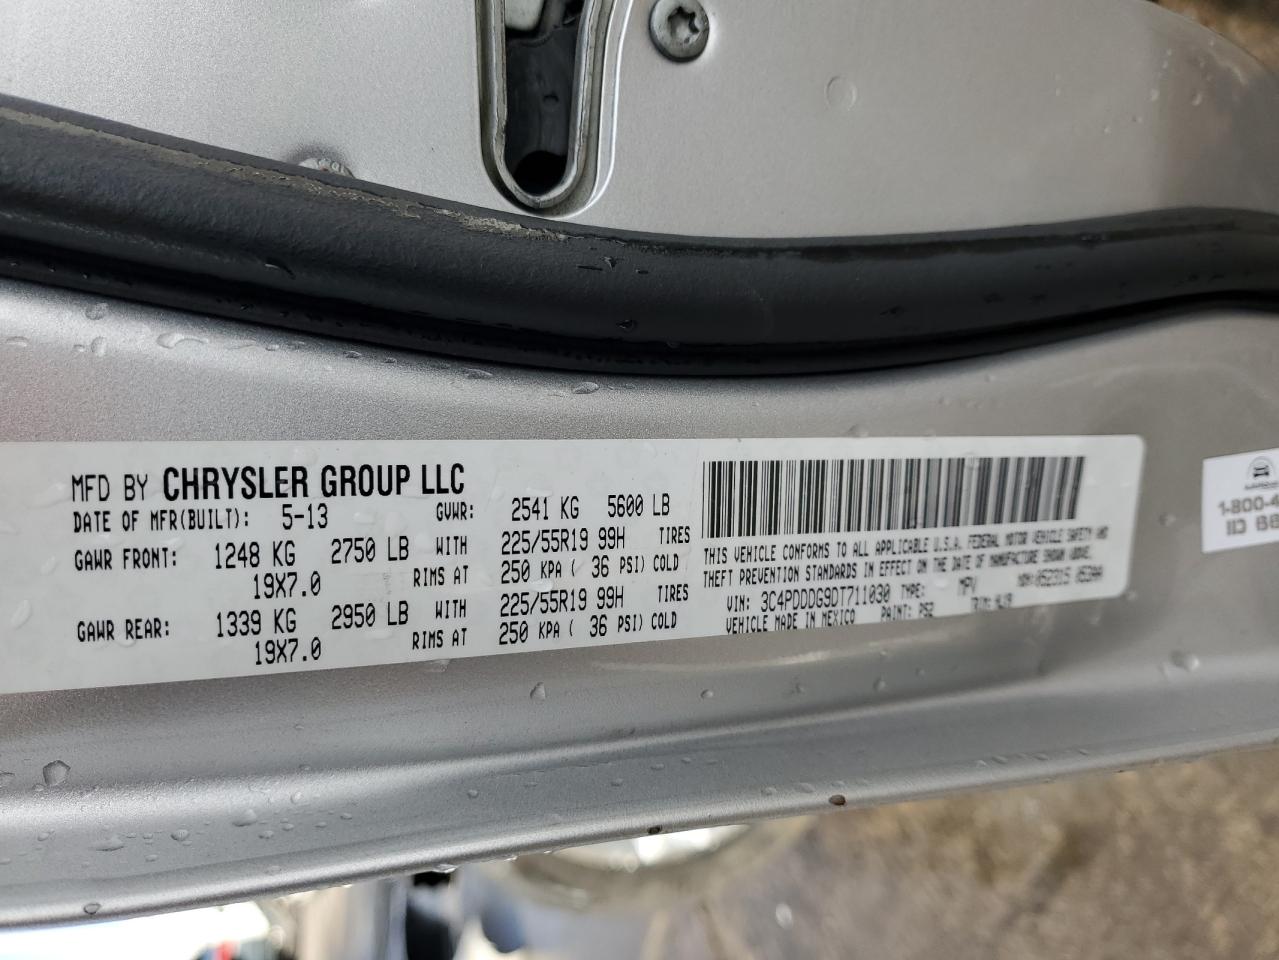 MFD BY CHRYSLER GROUP LLC
DATE OF MFR(BUILT): 5-13 GVWR: 2541 KG 5600 LB
GAWR FRONT: 1248 KG 2750 LB WITH 225/55R19 99H TIRES
19X7.0 RIMS AT 250 KPA ( 36 PSI) COLD
GAWR REAR: 1339 KG 2950 LB WITH 225/55R19 99H TIRES
19X7.0 RIMS AT 250 KPA ( 36 PSI) COLD
THIS VEHICLE CONFORMS TO ALL APPLICABLE U.S.A. FEDERAL MOTOR VEHICLE SAFETY AND
THEFT PREVENTION STANDARDS IN EFFECT ON THE DATE OF MANUFACTURE SHOWN ABOVE.
VIN: 3C4PDDDG9DT711030 TYPE: MPV MDH: 052315 053AA
VEHICLE MADE IN MEXICO PAINT: PS2
1-800-4
ID